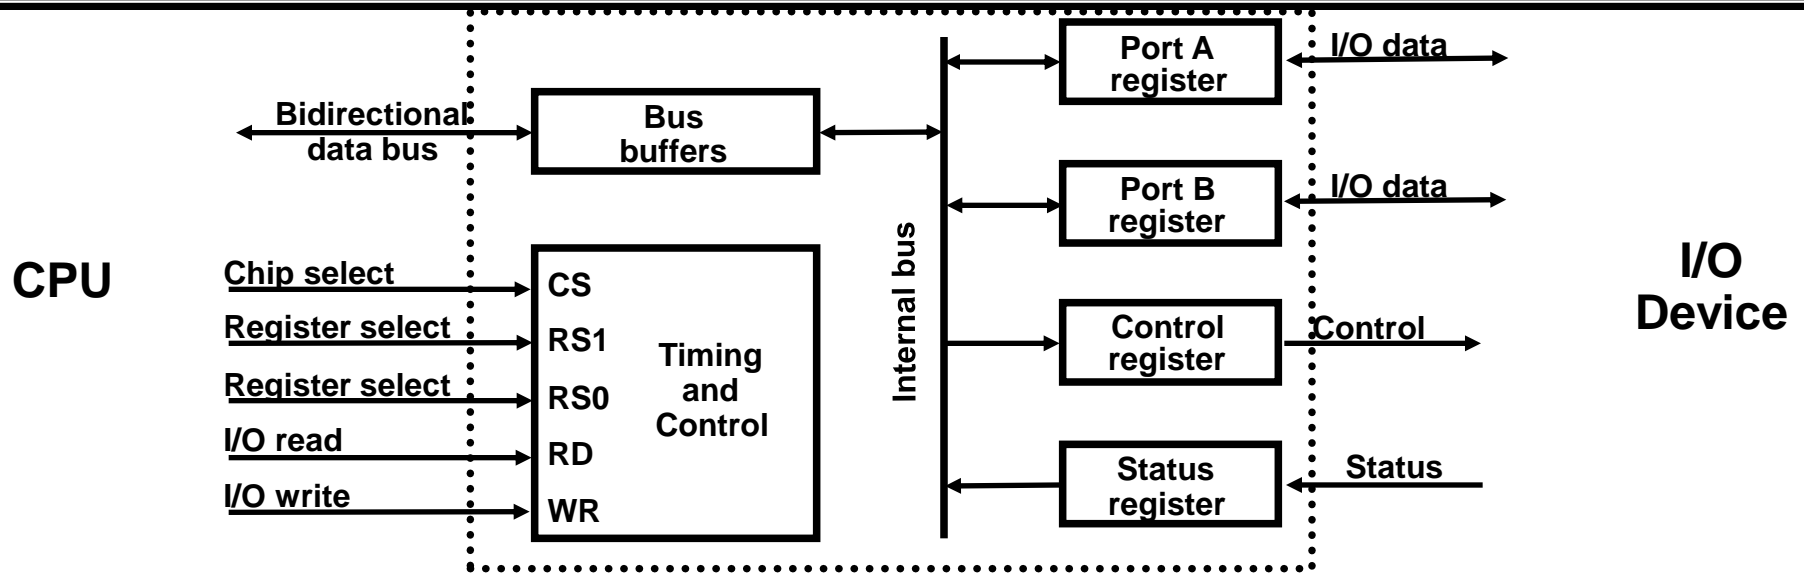 CPU
Bidirectional
data bus
Chip select
Register select
Register select
I/O read
I/O write
Bus
buffers
CS
RS1
RS0
RD
WR
Timing
and
Control
Internal bus
Port A
register
Port B
register
Control
register
Status
register
I/O data
I/O data
Control
Status
I/O
Device